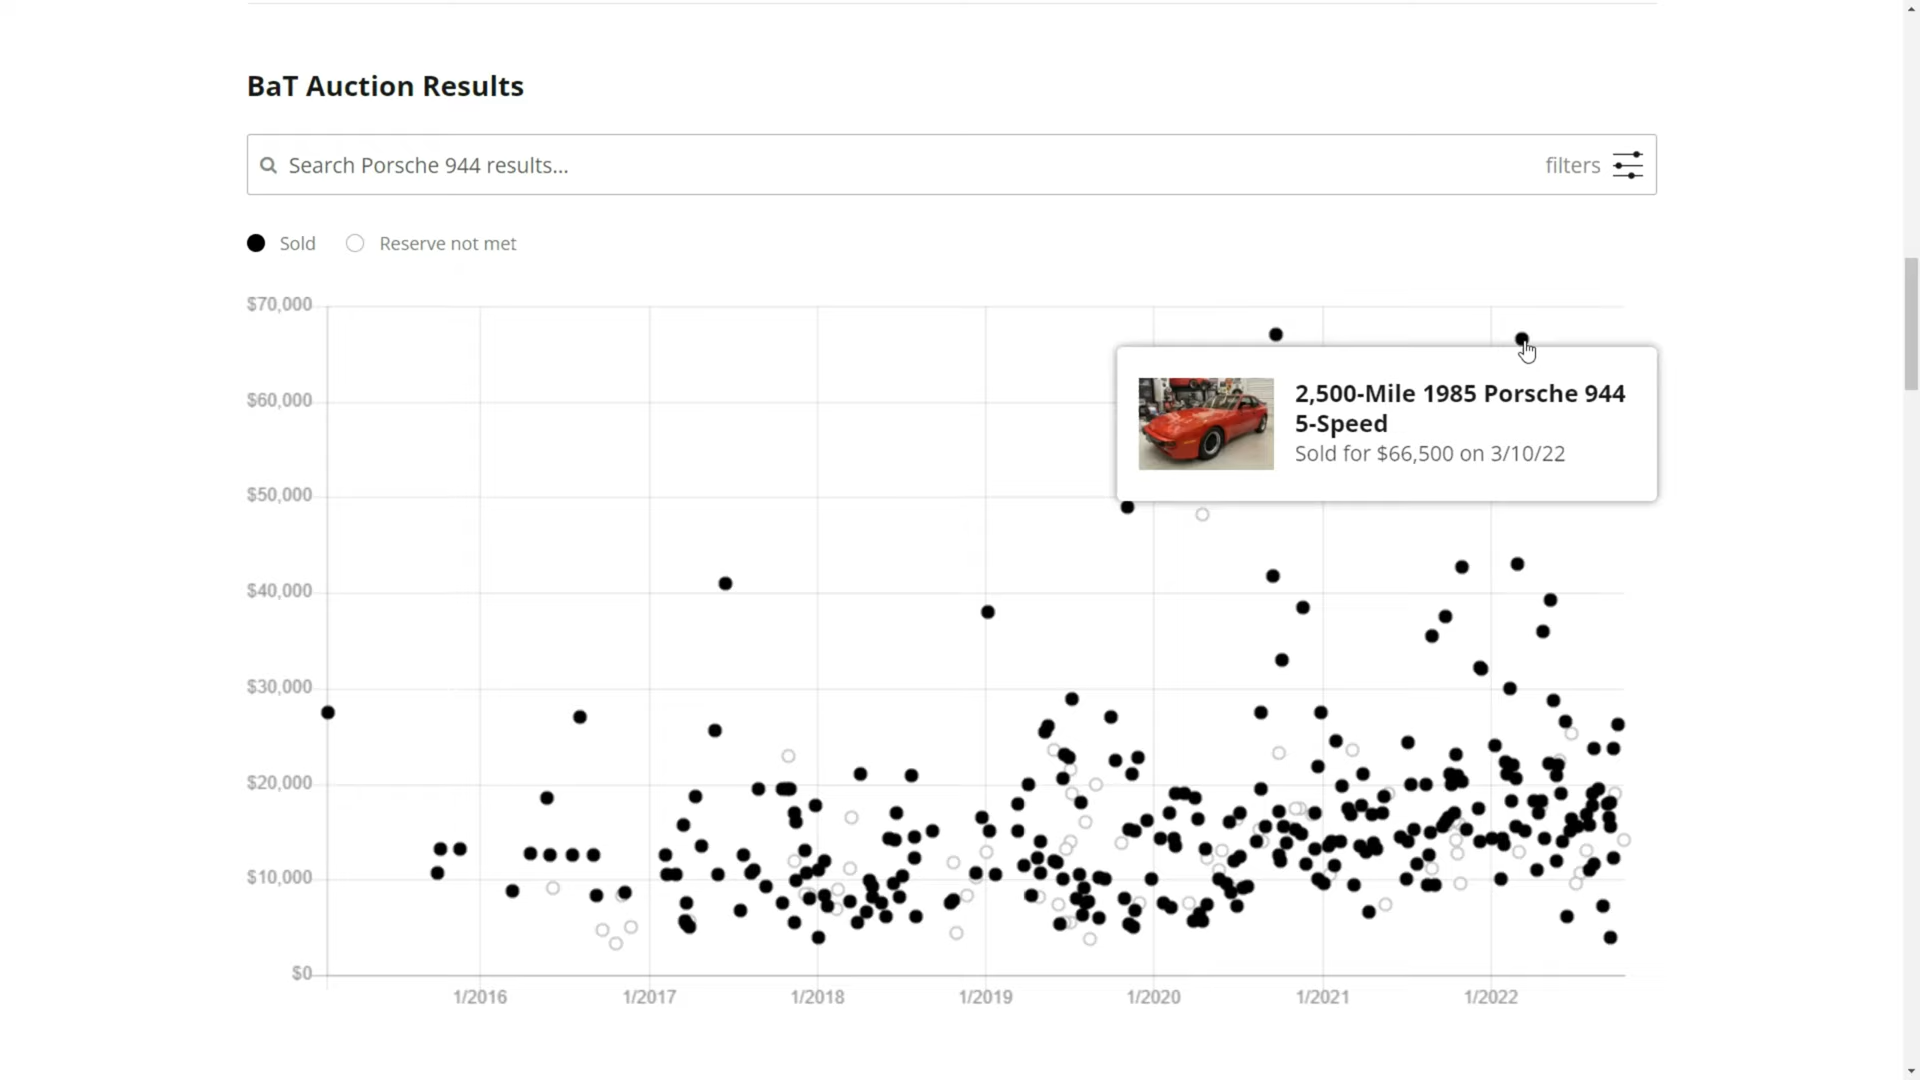 BaT Auction Results
Search Porsche 944 results...
filters
Sold
Reserve not met
$70,000
$60,000
2,500-Mile 1985 Porsche 944
5-Speed
Sold for $66,500 on 3/10/22
$50,000
$40,000
$30,000
$20,000
$10,000
$0
1/2016
1/2017
1/2018
1/2019
1/2020
1/2021
1/2022